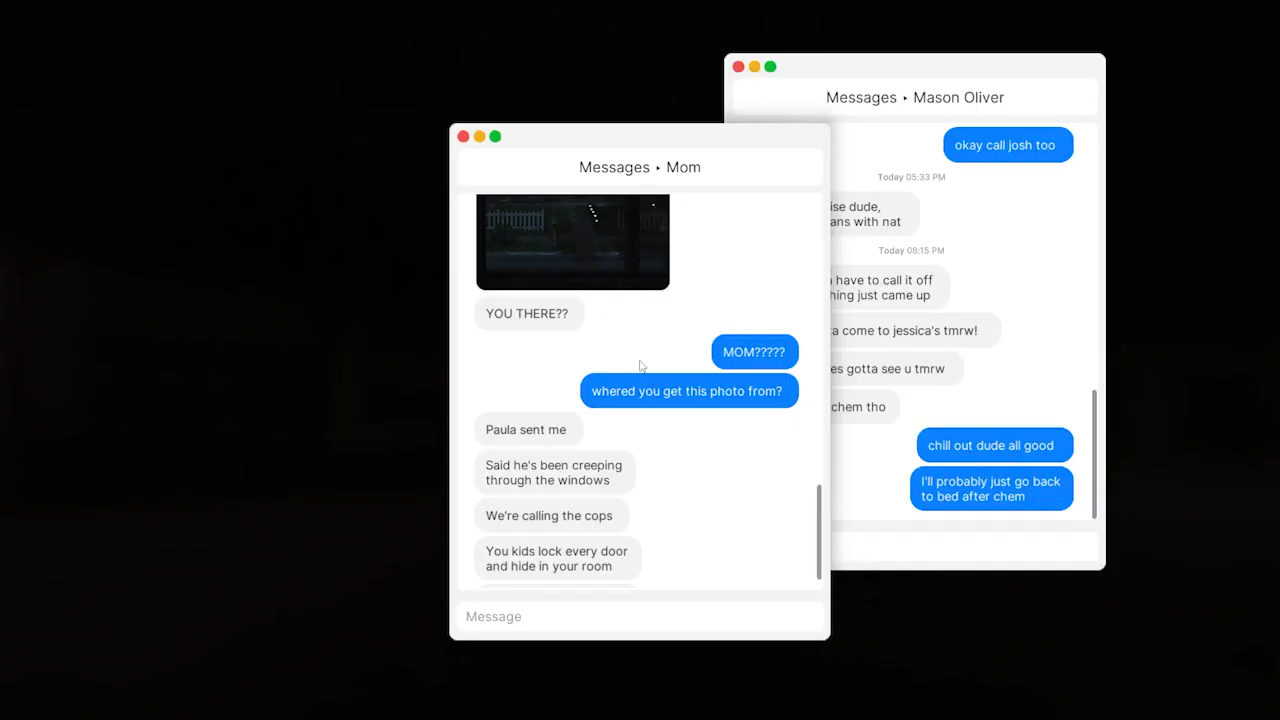 Messages ‣ Mason Oliver
okay call josh too
Today 05:33 PM
dude,
with nat
Today 08:15 PM
have to call it off
just came up
come to jessica's tmrw!
gotta see u tmrw
chem tho
chill out dude all good
I'll probably just go back
to bed after chem
Messages ‣ Mom
YOU THERE??
MOM?????
whered you get this photo from?
Paula sent me
Said he's been creeping
through the windows
We're calling the cops
You kids lock every door
and hide in your room
Message